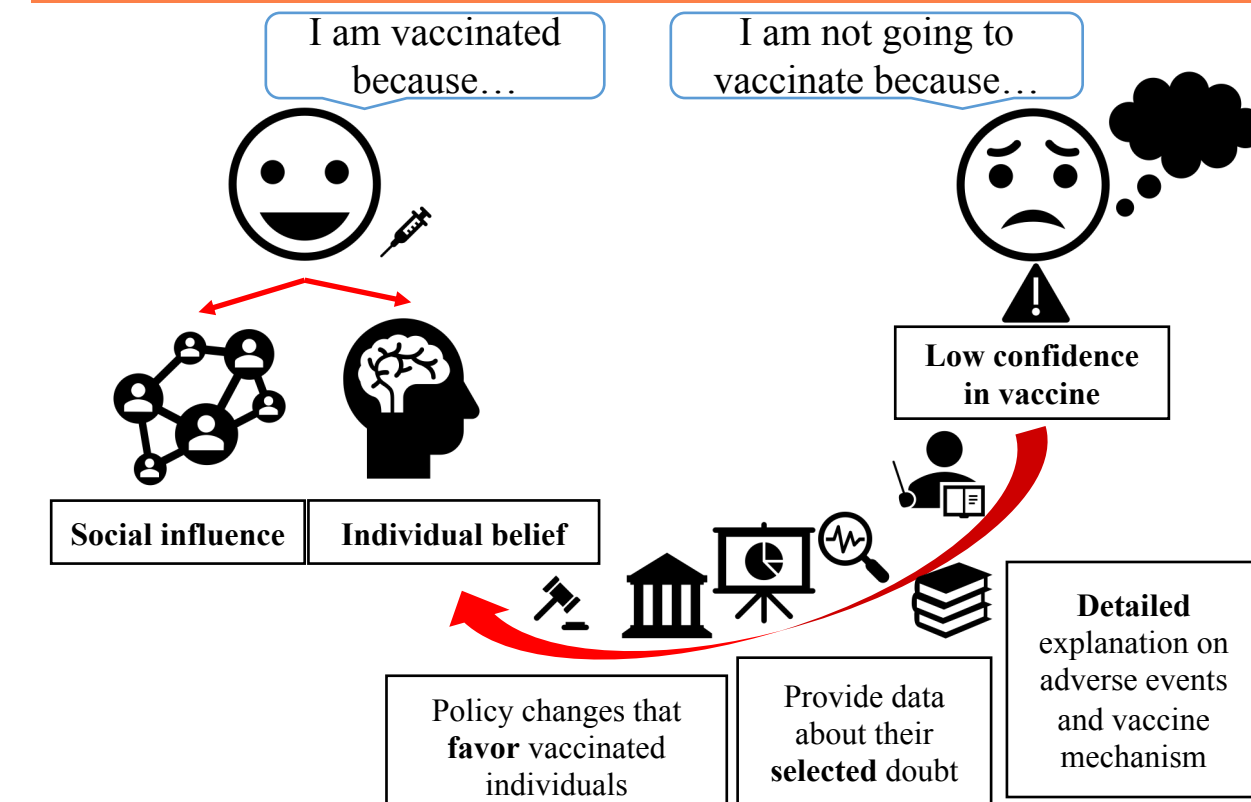 I am vaccinated
because…
I am not going to
vaccinate because…
Low confidence
in vaccine
Social influence
Individual belief
Policy changes that
favor vaccinated
individuals
Provide data
about their
selected doubt
Detailed
explanation on
adverse events
and vaccine
mechanism